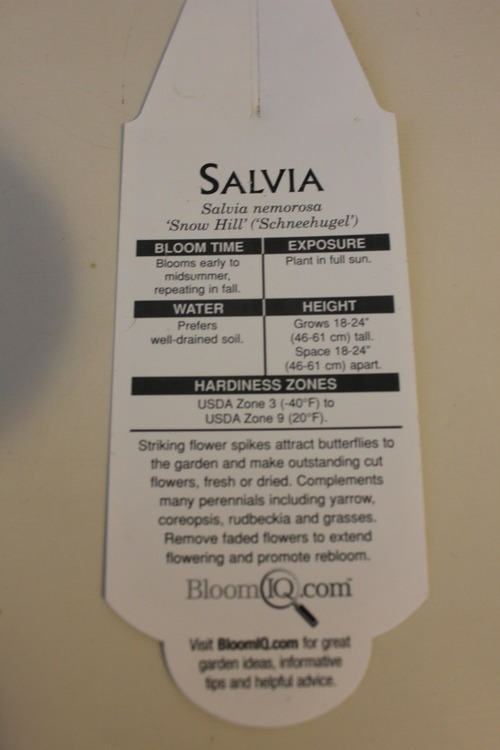 SALVIA
Salvia nemorosa
'Snow Hill' ('Schneehugel')
BLOOM TIME
Blooms early to
midsummer,
repeating in fall.
EXPOSURE
Plant in full sun.
WATER
Prefers
well-drained soil.
HEIGHT
Grows 18-24"
(46-61 cm) tall.
Space 18-24"
(46-61 cm) apart.
HARDINESS ZONES
USDA Zone 3 (-40°F) to
USDA Zone 9 (20°F).
Striking flower spikes attract butterflies to
the garden and make outstanding cut
flowers, fresh or dried. Complements
many perennials including yarrow,
coreopsis, rudbeckia and grasses.
Remove faded flowers to extend
flowering and promote rebloom.
BloomIQ.com™
Visit BloomIQ.com for great
garden ideas, informative
tips and helpful advice.